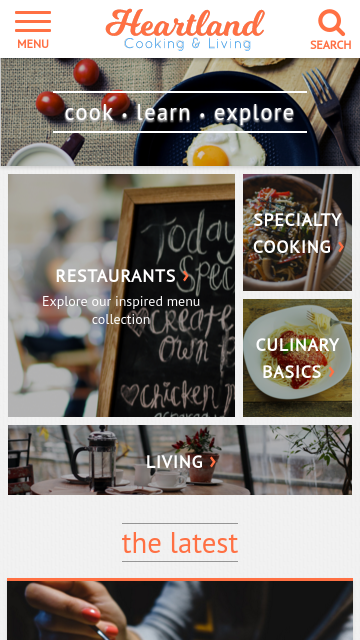 Heartland
Cooking & Living
MENU
SEARCH
cook • learn • explore
Today
Spec
create
own P
chicken
RESTAURANTS ›
Explore our inspired menu
collection
SPECIALTY
COOKING ›
CULINARY
BASICS ›
LIVING ›
the latest